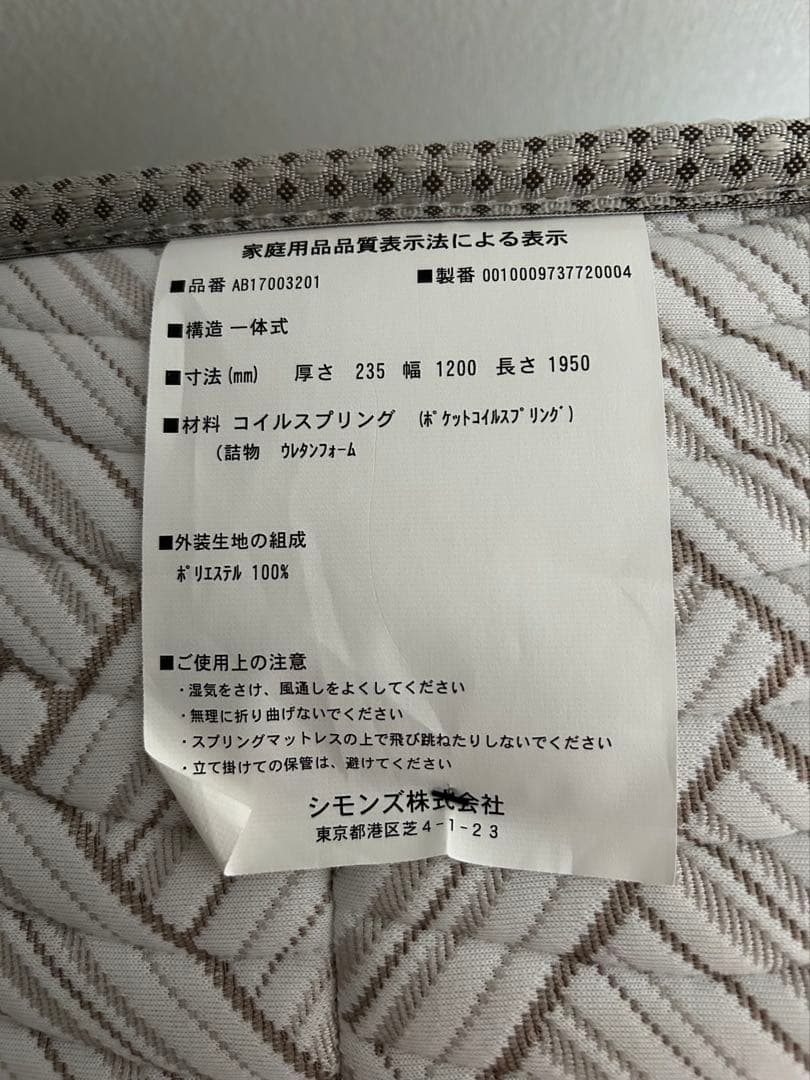 家庭用品品質表示法による表示
■品番 AB17003201 ■製番 0010009737720004
■構造 一体式
■寸法(mm) 厚さ 235 幅 1200 長さ 1950
■材料 コイルスプリング (ﾎﾟｹｯﾄｺｲﾙｽﾌﾟﾘﾝｸﾞ)
(詰物 ｳﾚﾀﾝﾌｫｰﾑ
■外装生地の組成
ﾎﾟﾘｴｽﾃﾙ 100%
■ご使用上の注意
・湿気をさけ、風通しをよくしてください
・無理に折り曲げないでください
・スプリングマットレスの上で飛び跳ねたりしないでください
・立て掛けての保管は、避けてください
シモンズ株式会社
東京都港区芝4-1-23